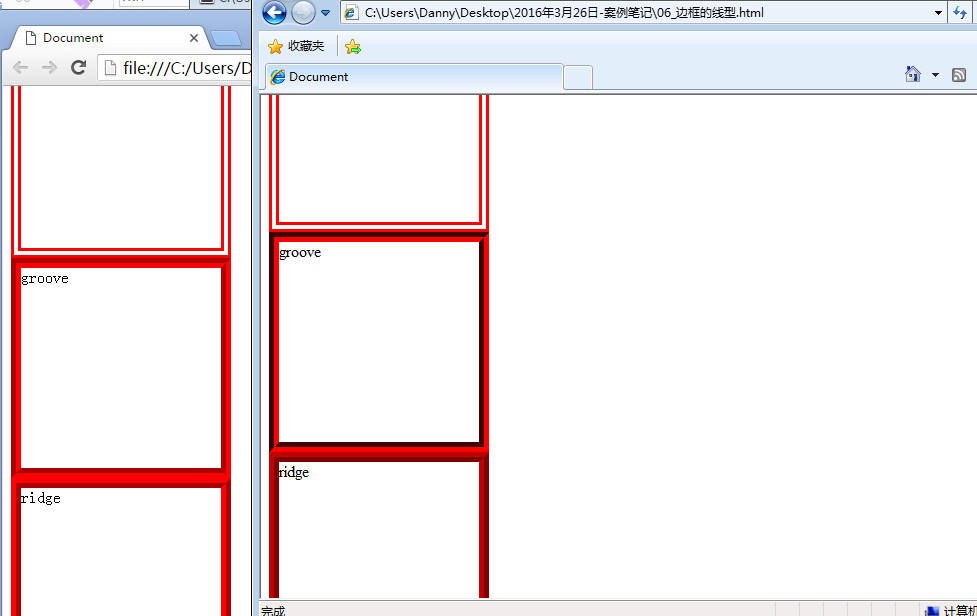 Document
file:///C:/Users/D
groove
ridge
C:\Users\Danny\Desktop\2016年3月26日-案例笔记\06_边框的线型.html
收藏夹
Document
groove
ridge
完成
计算机